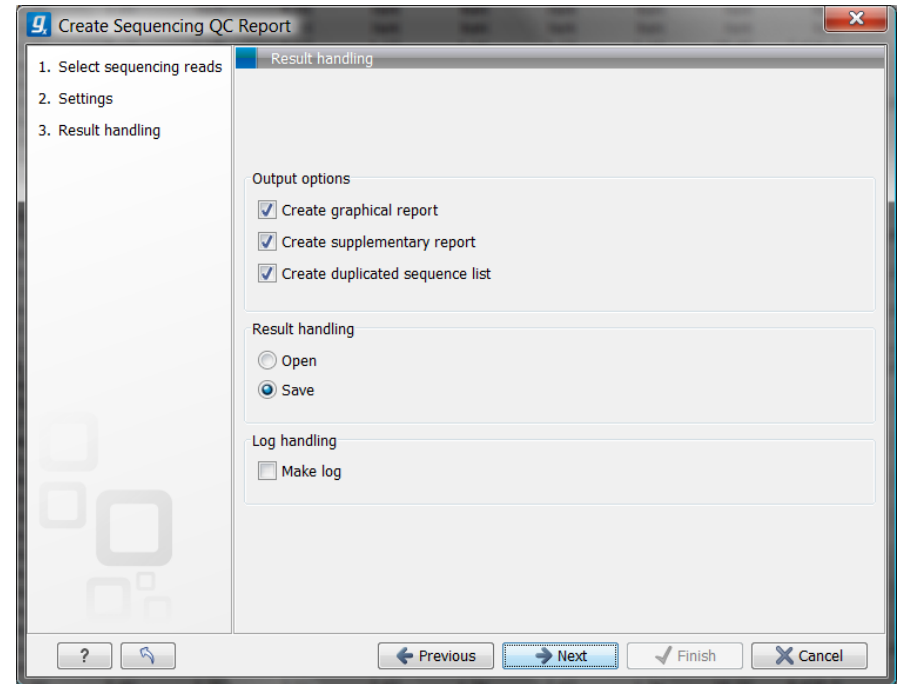 Create Sequencing QC Report
1. Select sequencing reads
2. Settings
3. Result handling
Result handling
Output options
Create graphical report
Create supplementary report
Create duplicated sequence list
Result handling
Open
Save
Log handling
Make log
? Previous Next Finish Cancel